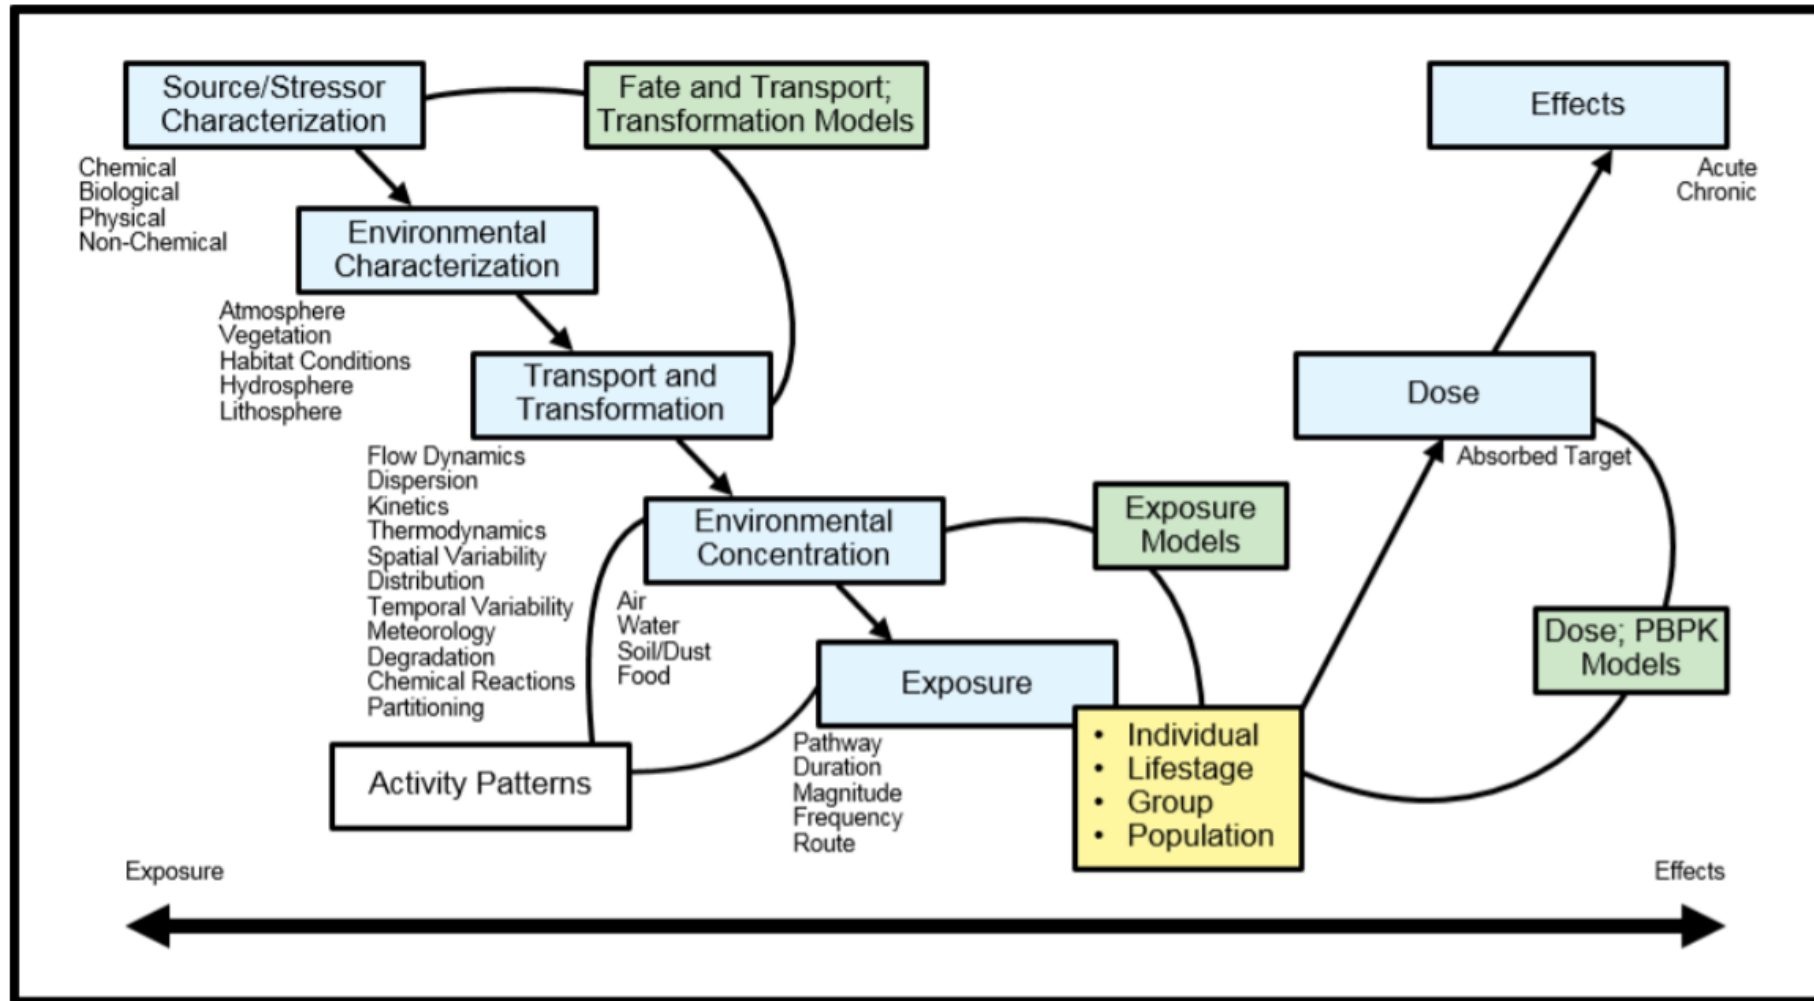 Source/Stressor
Characterization
Chemical
Biological
Physical
Non-Chemical
Fate and Transport;
Transformation Models
Environmental
Characterization
Atmosphere
Vegetation
Habitat Conditions
Hydrosphere
Lithosphere
Transport and
Transformation
Flow Dynamics
Dispersion
Kinetics
Thermodynamics
Spatial Variability
Distribution
Temporal Variability
Meteorology
Degradation
Chemical Reactions
Partitioning
Environmental
Concentration
Air
Water
Soil/Dust
Food
Exposure
Models
Activity Patterns
Exposure
Pathway
Duration
Magnitude
Frequency
Route
• Individual
• Lifestage
• Group
• Population
Dose
Absorbed Target
Dose; PBPK
Models
Effects
Acute
Chronic
Exposure
Effects